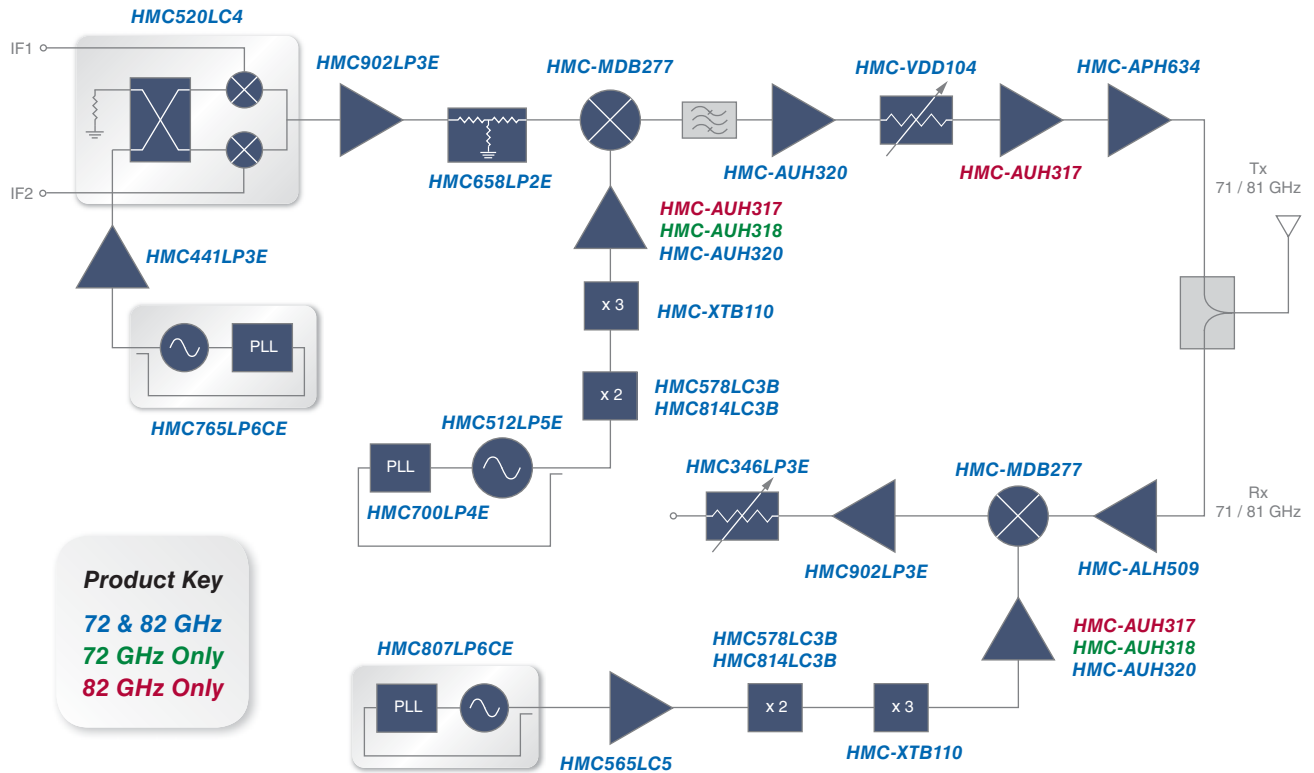 HMC520LC4
IF1
IF2
HMC902LP3E
HMC658LP2E
HMC-MDB277
HMC-AUH320
HMC-VDD104
HMC-AUH317
HMC-APH634
Tx
71 / 81 GHz
HMC441LP3E
PLL
HMC765LP6CE
HMC-AUH317
HMC-AUH318
HMC-AUH320
x 3
HMC-XTB110
x 2
HMC578LC3B
HMC814LC3B
HMC512LP5E
PLL
HMC700LP4E
HMC346LP3E
HMC902LP3E
HMC-MDB277
HMC-ALH509
Rx
71 / 81 GHz
Product Key
72 & 82 GHz
72 GHz Only
82 GHz Only
HMC807LP6CE
PLL
HMC565LC5
HMC578LC3B
HMC814LC3B
x 2
x 3
HMC-XTB110
HMC-AUH317
HMC-AUH318
HMC-AUH320